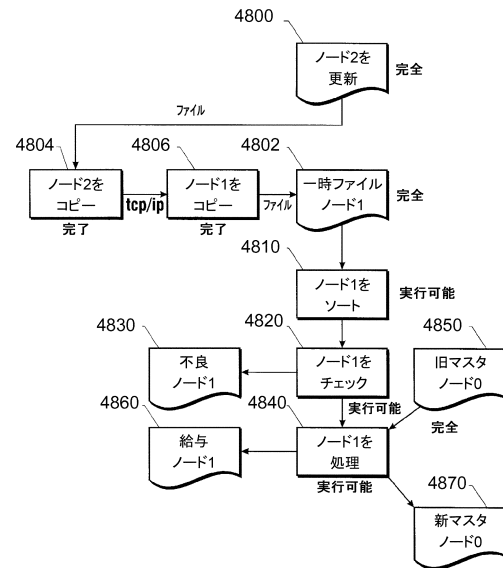 4800
ノード2を
更新
完全
ファイル
4804
4806
4802
ノード2を
コピー
tcp/ip
ノード1を
コピー
ファイル
一時ファイル
ノード1
完全
完了
完了
4810
ノード1を
ソート
実行可能
4830
4820
4850
不良
ノード1
ノード1を
チェック
旧マスタ
ノード0
4860
4840
実行可能
完全
給与
ノード1
ノード1を
処理
実行可能
4870
新マスタ
ノード0